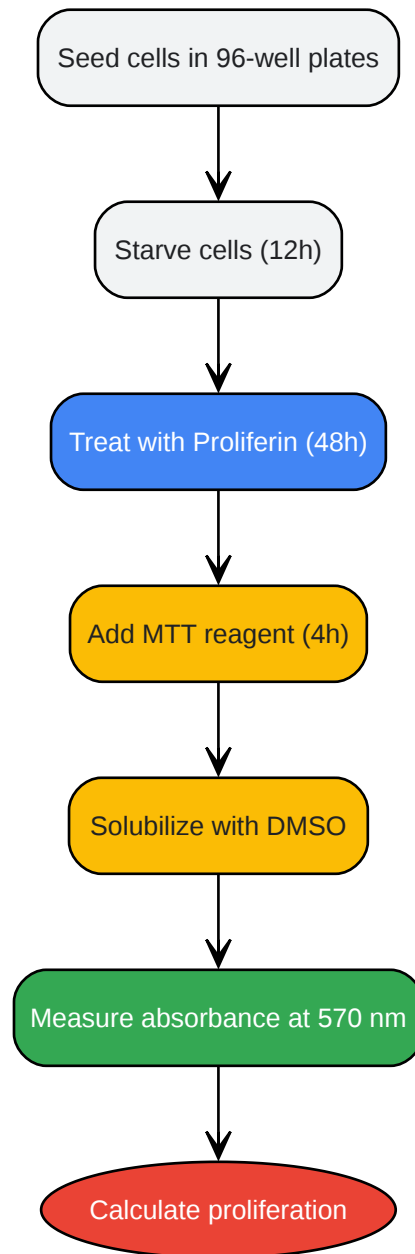 Seed cells in 96-well plates
Starve cells (12h)
Treat with Proliferin (48h)
Add MTT reagent (4h)
Solubilize with DMSO
Measure absorbance at 570 nm
Calculate proliferation